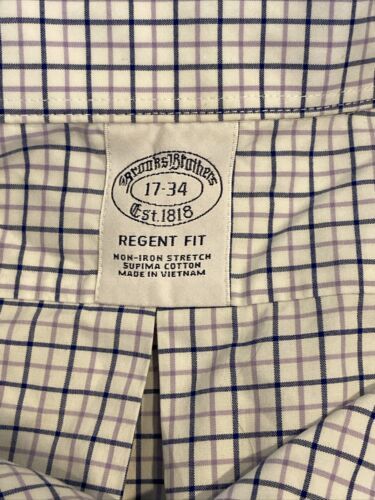 Brooks Brothers
17-34
Est. 1818
REGENT FIT
NON-IRON STRETCH
SUPIMA COTTON
MADE IN VIETNAM